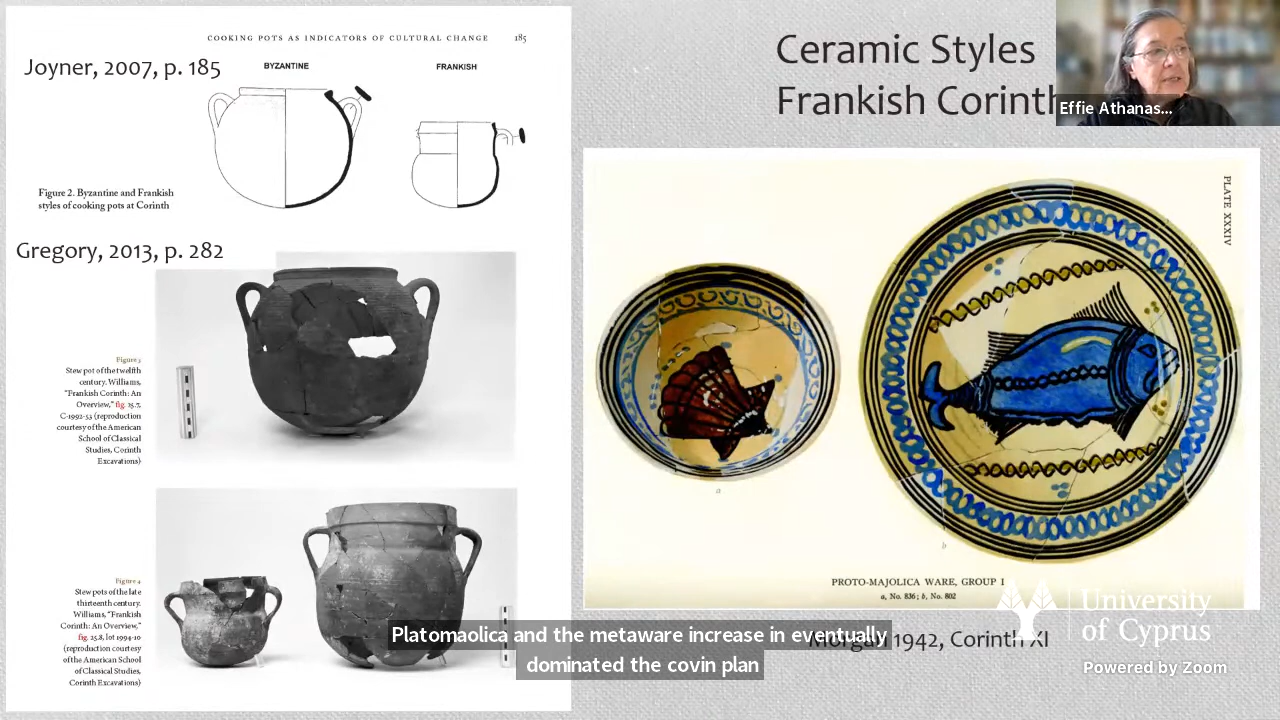 COOKING POTS AS INDICATORS OF CULTURAL CHANGE 185
Joyner, 2007, p. 185
BYZANTINE
FRANKISH
Figure 2. Byzantine and Frankish
styles of cooking pots at Corinth
Gregory, 2013, p. 282
Figure 3
Stew pot of the twelfth
century. Williams,
"Frankish Corinth: An
Overview," fig. 15.7,
C-1992-53 (reproduction
courtesy of the American
School of Classical
Studies, Corinth
Excavations)
Figure 4
Stew pots of the late
thirteenth century.
Williams, "Frankish
Corinth: An Overview,"
fig. 25.8, lot 1994-10
(reproduction courtesy
of the American School
of Classical Studies,
Corinth Excavations)
Ceramic Styles
Frankish Corinth
Effie Athanas...
PLATE XXXIV
a
b
PROTO-MAJOLICA WARE, GROUP I
a, No. 836; b, No. 802
Morgan 1942, Corinth XI
University
of Cyprus
Powered by Zoom
Platomaolica and the metaware increase in eventually
dominated the covin plan